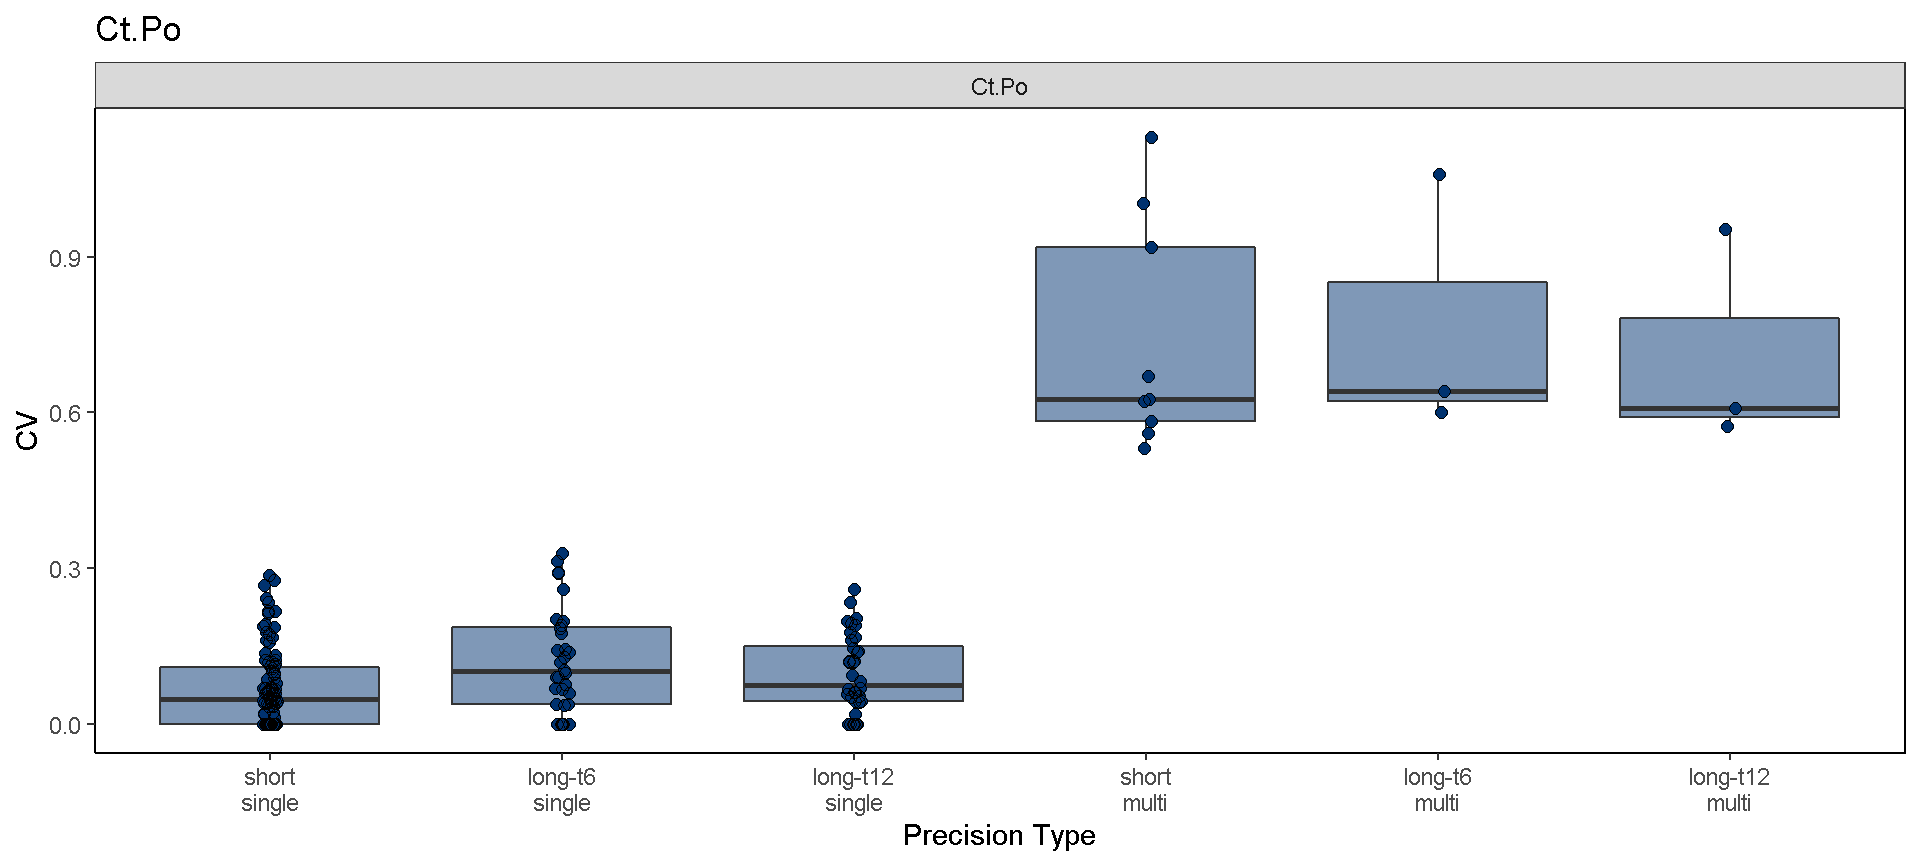 Ct.Po
Ct.Po
CV
0.9
0.6
0.3
0.0
short
single
long-t6
single
long-t12
single
short
multi
long-t6
multi
long-t12
multi
Precision Type